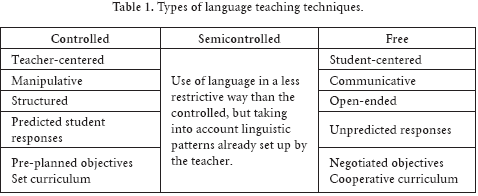 Table 1. Types of language teaching techniques.
Controlled Semicontrolled Free
Teacher-centered
Manipulative
Structured
Predicted student
responses
Pre-planned objectives
Set curriculum
Use of language in a less
restrictive way than the
controlled, but taking
into account linguistic
patterns already set up by
the teacher.
Student-centered
Communicative
Open-ended
Unpredicted responses
Negotiated objectives
Cooperative curriculum